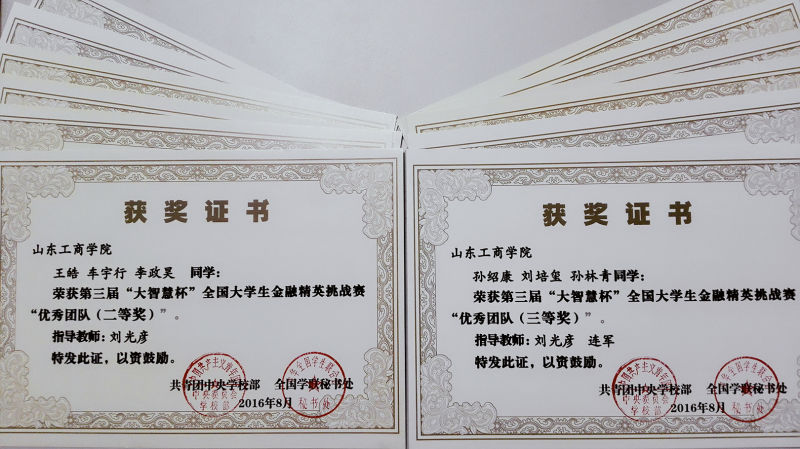 获奖证书
山东工商学院
王皓 车宇行 李政昊 同学：
荣获第三届“大智慧杯”全国大学生金融精英挑战赛
“优秀团队（二等奖）”。
指导教师：刘光彦
特发此证，以资鼓励。
共青团中央学校部 全国学联秘书处
2016年8月
获奖证书
山东工商学院
孙绍康 刘培玺 孙林青同学：
荣获第三届“大智慧杯”全国大学生金融精英挑战赛
“优秀团队（三等奖）”。
指导教师：刘光彦 连军
特发此证，以资鼓励。
共青团中央学校部 全国学联秘书处
2016年8月